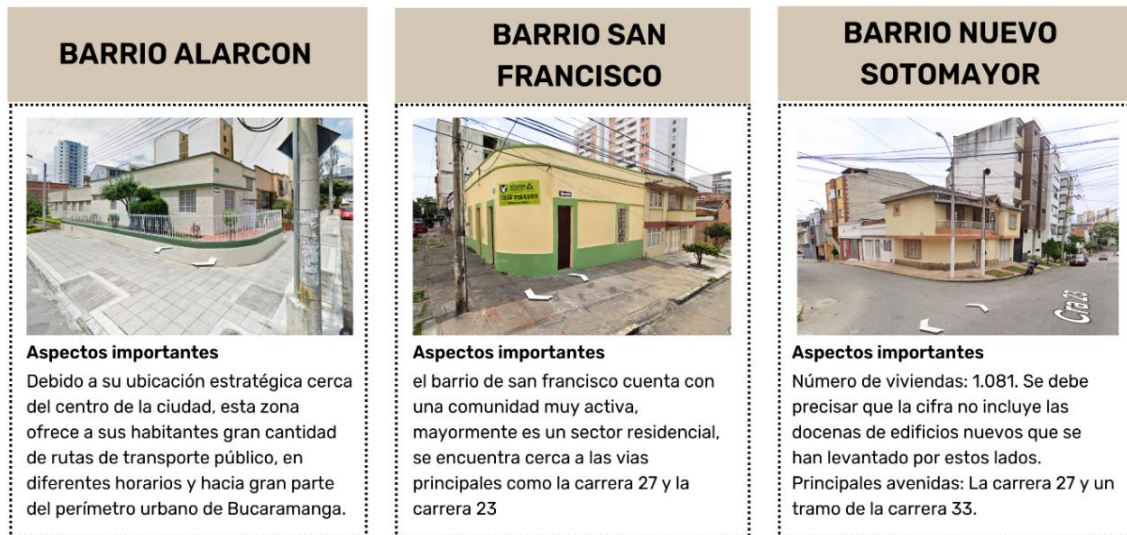 BARRIO ALARCON
Aspectos importantes
Debido a su ubicación estratégica cerca
del centro de la ciudad, esta zona
ofrece a sus habitantes gran cantidad
de rutas de transporte público, en
diferentes horarios y hacia gran parte
del perímetro urbano de Bucaramanga.
BARRIO SAN
FRANCISCO
Aspectos importantes
el barrio de san francisco cuenta con
una comunidad muy activa,
mayormente es un sector residencial,
se encuentra cerca a las vias
principales como la carrera 27 y la
carrera 23
BARRIO NUEVO
SOTOMAYOR
Cra 23
Aspectos importantes
Número de viviendas: 1.081. Se debe
precisar que la cifra no incluye las
docenas de edificios nuevos que se
han levantado por estos lados.
Principales avenidas: La carrera 27 y un
tramo de la carrera 33.